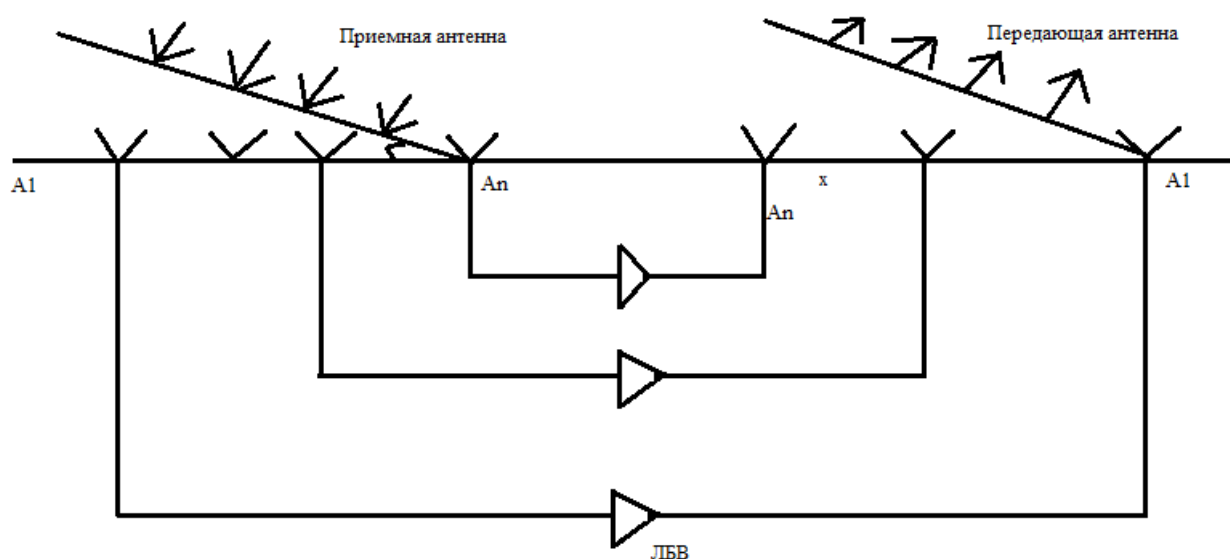 Приемная антенна
Передающая антенна
A1
An
x
A1
An
ЛБВ